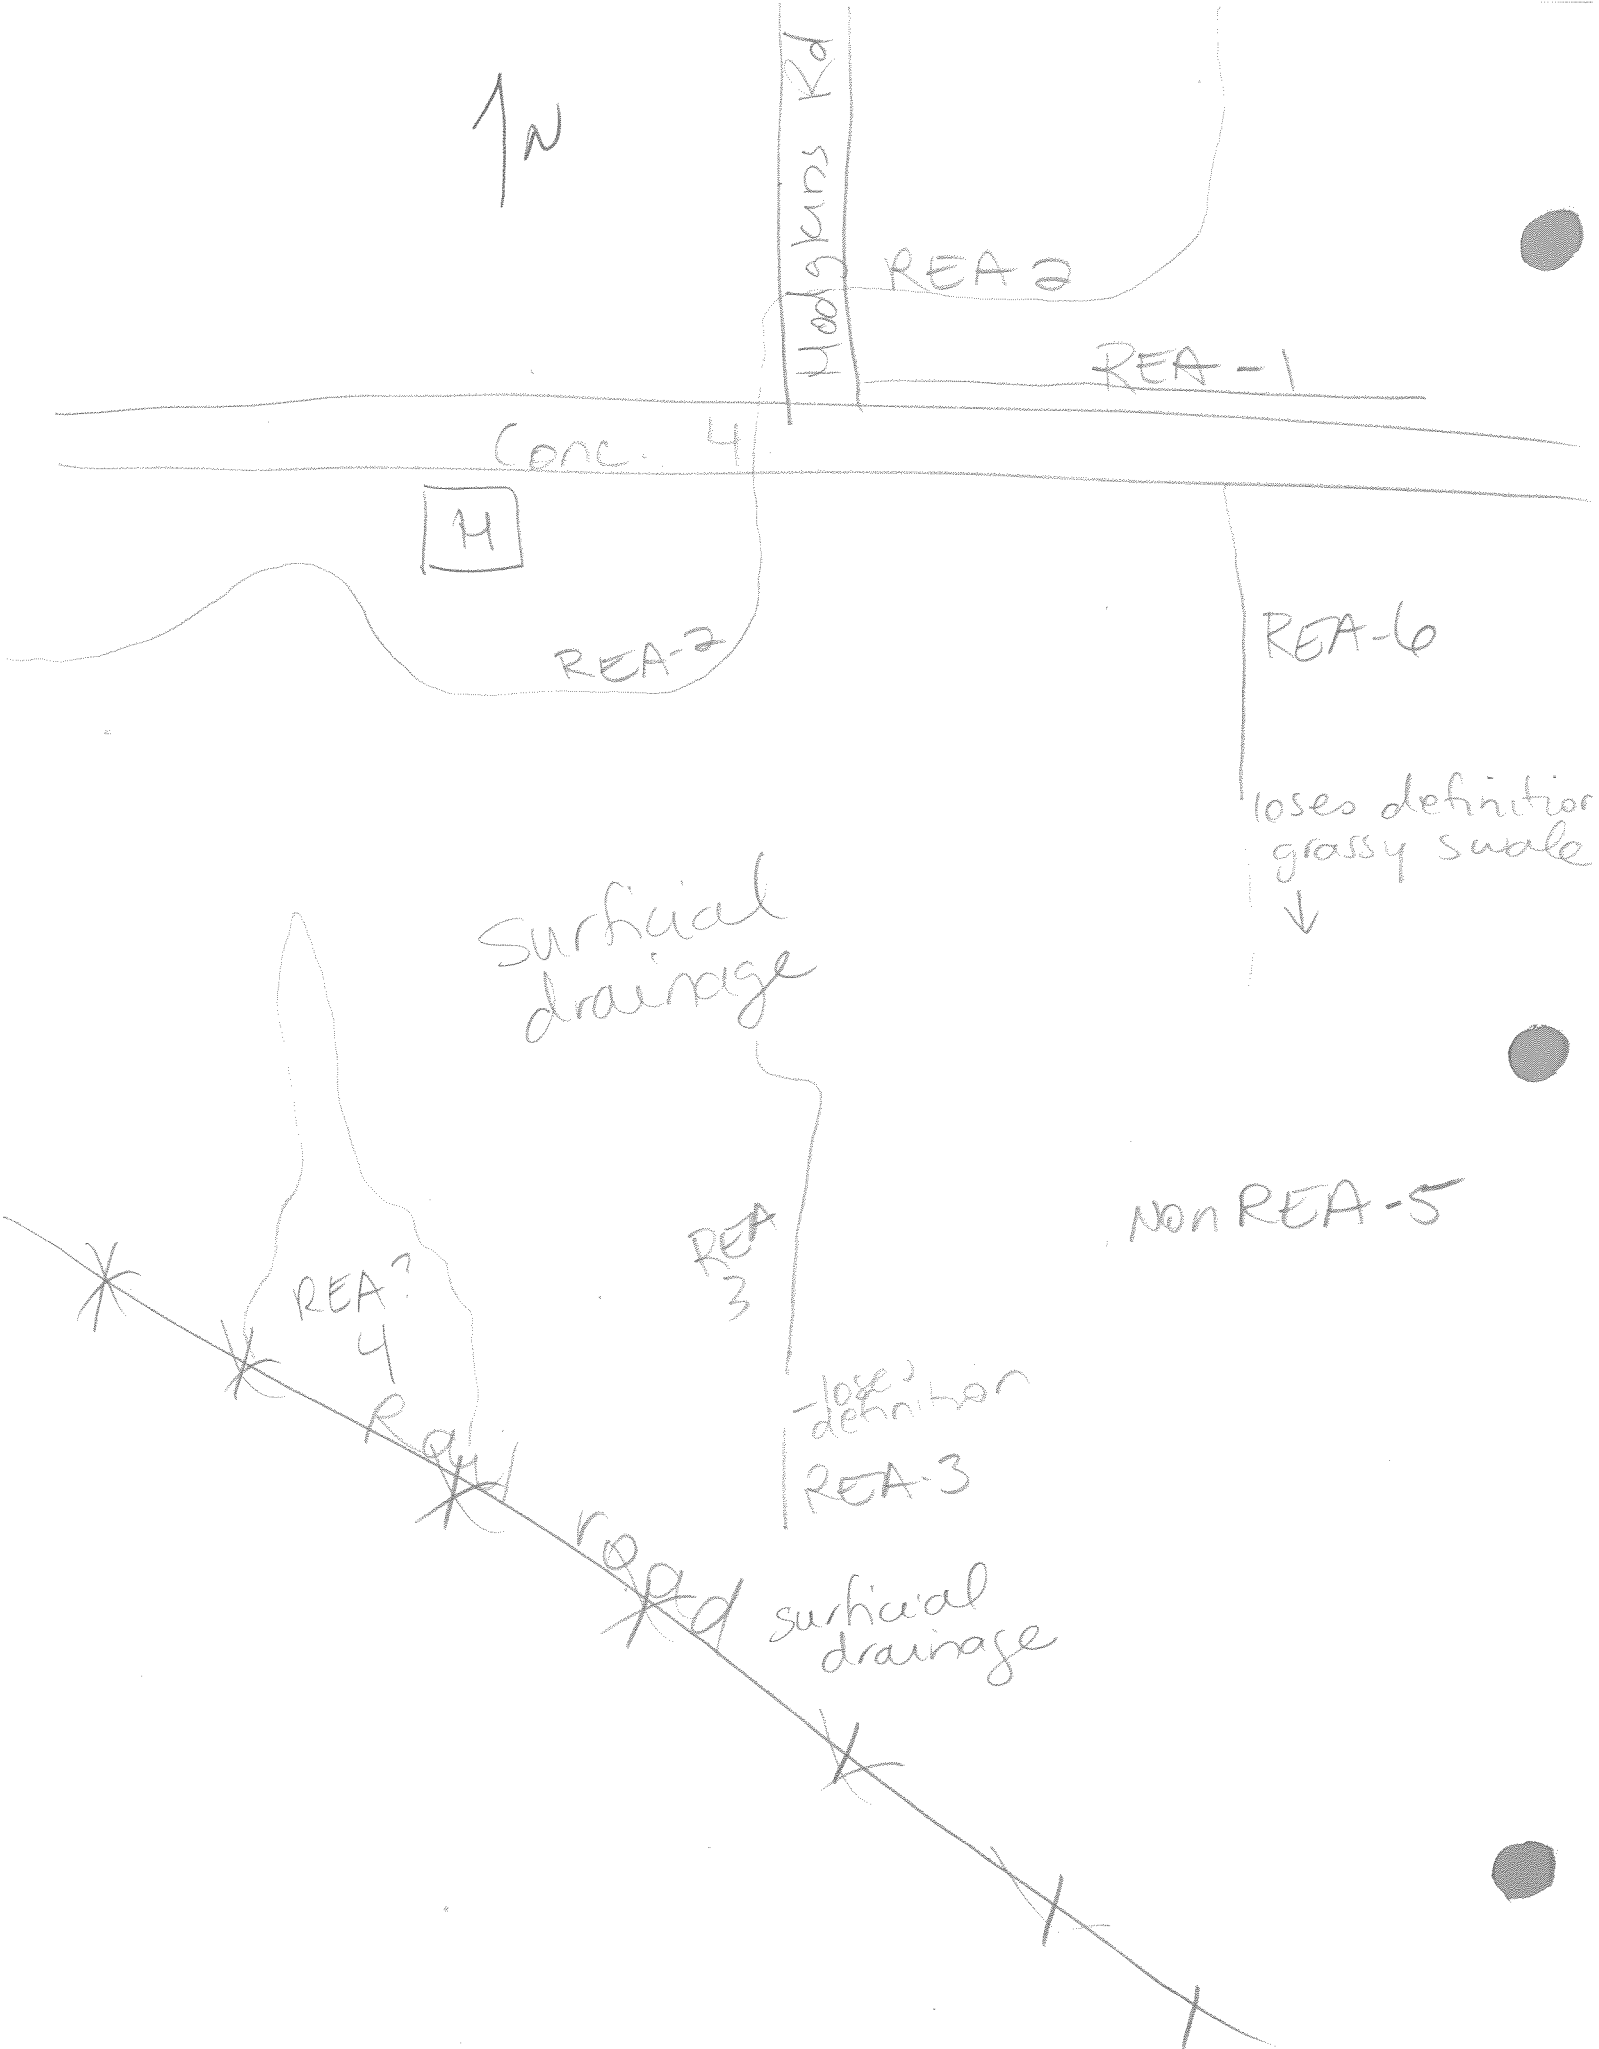 N
Hodgkins Rd
REA 2
REA-1
Conc. 4
H
REA-2
REA-6
loses definition
grassy swale
surficial
drainage
REA
3
Non REA-5
REA?
4
-loses
definition
REA-3
Rail
road
surficial
drainage